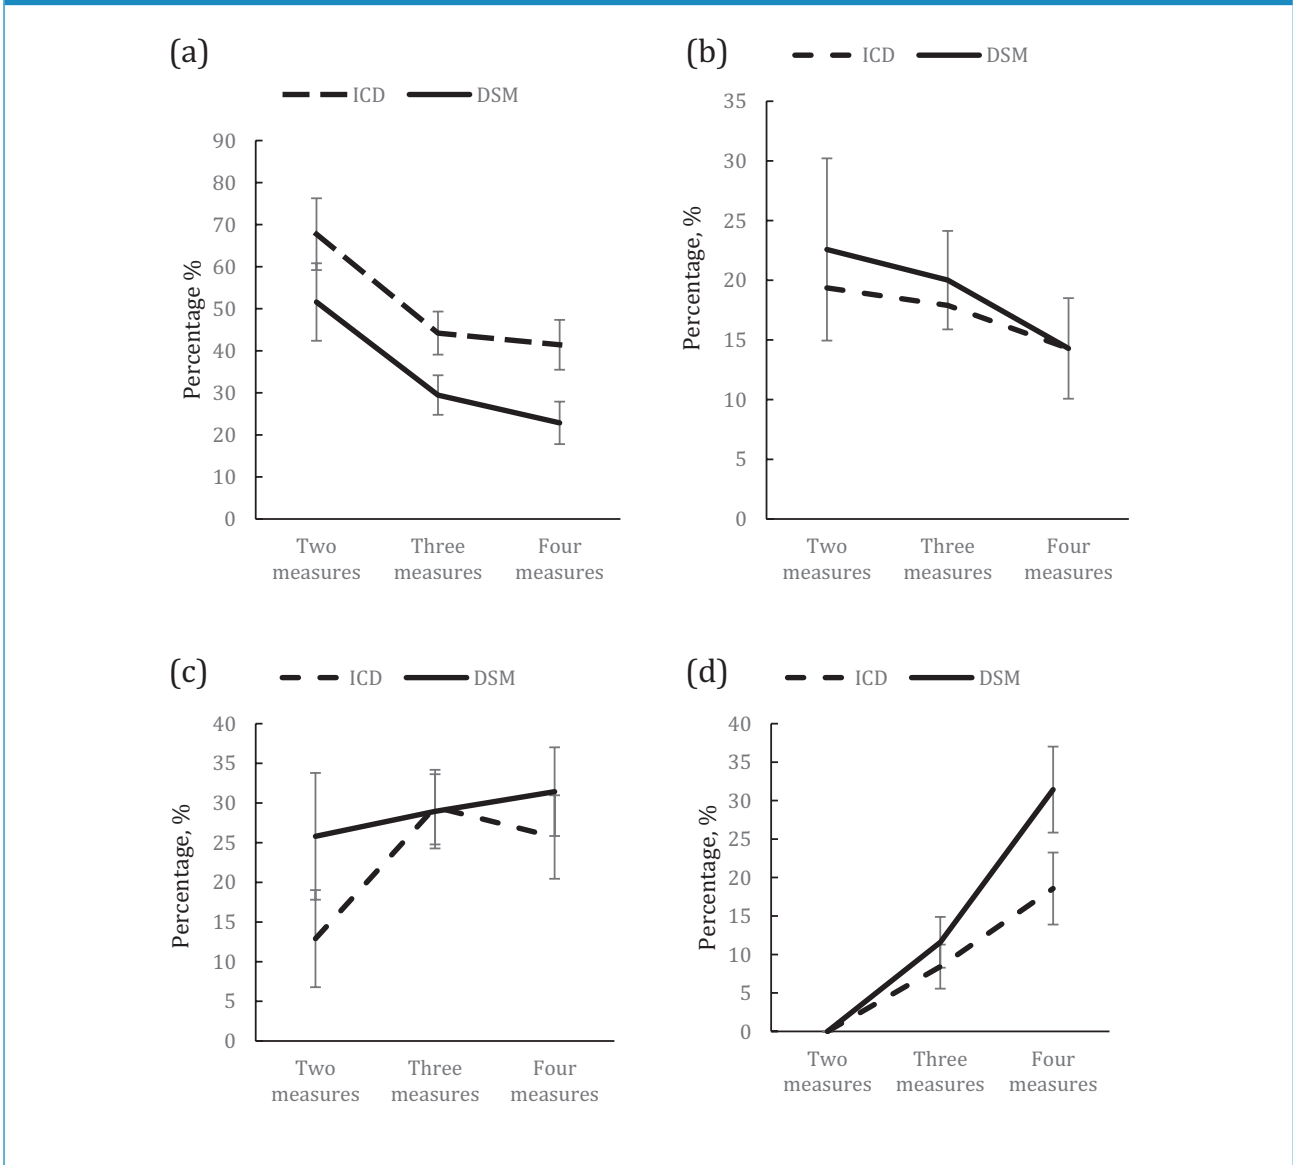 (a)
ICD DSM
90
80
70
60
50
40
30
20
10
0
Percentage %
Two measures
Three measures
Four measures
(b)
ICD DSM
35
30
25
20
15
10
5
0
Percentage, %
Two measures
Three measures
Four measures
(c)
ICD DSM
40
35
30
25
20
15
10
5
0
Percentage, %
Two measures
Three measures
Four measures
(d)
ICD DSM
40
35
30
25
20
15
10
5
0
Percentage, %
Two measures
Three measures
Four measures